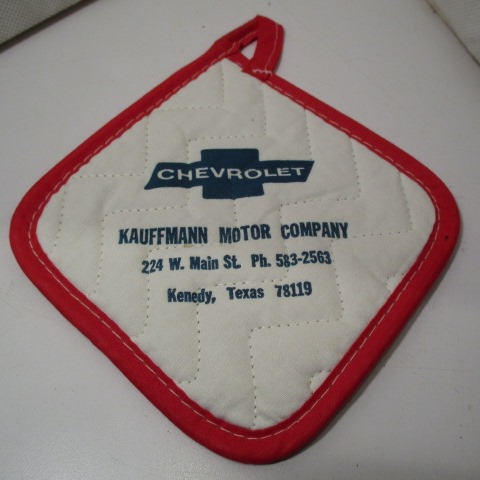 CHEVROLET
KAUFFMANN MOTOR COMPANY
224 W. Main St. Ph. 583-2563
Kenedy, Texas 78119